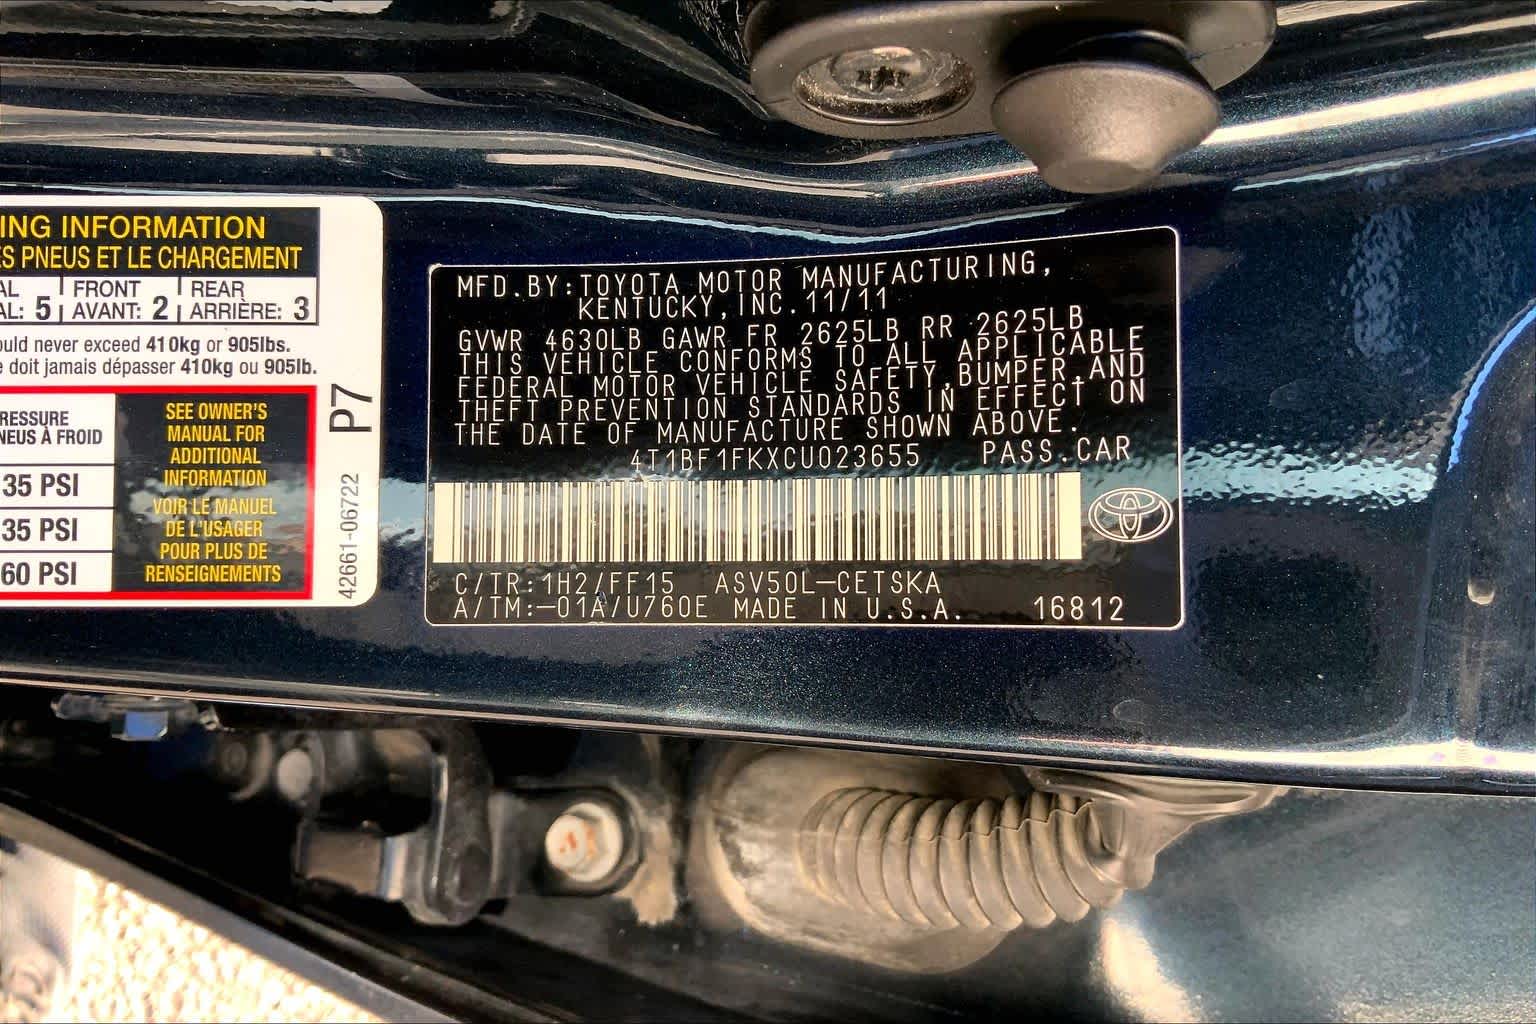 ING INFORMATION
ES PNEUS ET LE CHARGEMENT
AL
AL: 5
FRONT
AVANT: 2
REAR
ARRIÈRE: 3
ould never exceed 410kg or 905lbs.
e doit jamais dépasser 410kg ou 905lb.
RESSURE
NEUS À FROID
35 PSI
35 PSI
60 PSI
SEE OWNER'S
MANUAL FOR
ADDITIONAL
INFORMATION
VOIR LE MANUEL
DE L'USAGER
POUR PLUS DE
RENSEIGNEMENTS
P7
42661-06722
MFD.BY:TOYOTA MOTOR MANUFACTURING,
KENTUCKY,INC.11/11
GVWR 4630LB GAWR FR 2625LB RR 2625LB
THIS VEHICLE CONFORMS TO ALL APPLICABLE
FEDERAL MOTOR VEHICLE SAFETY,BUMPER,AND
THEFT PREVENTION STANDARDS IN EFFECT ON
THE DATE OF MANUFACTURE SHOWN ABOVE.
4T1BF1FKXCU023655 PASS.CAR
C/TR:1H2/FF15 ASV50L-CETSKA
A/TM:-01A/U760E MADE IN U.S.A. 16812